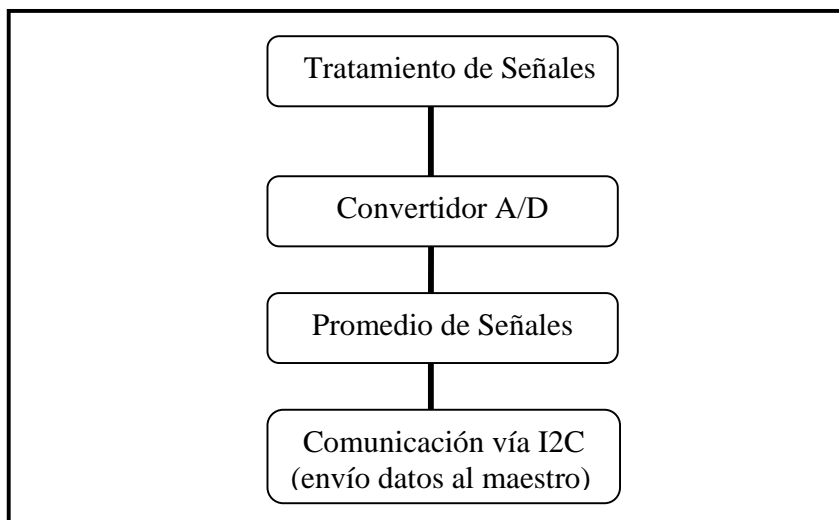 Tratamiento de Señales
Convertidor A/D
Promedio de Señales
Comunicación vía I2C
(envío datos al maestro)